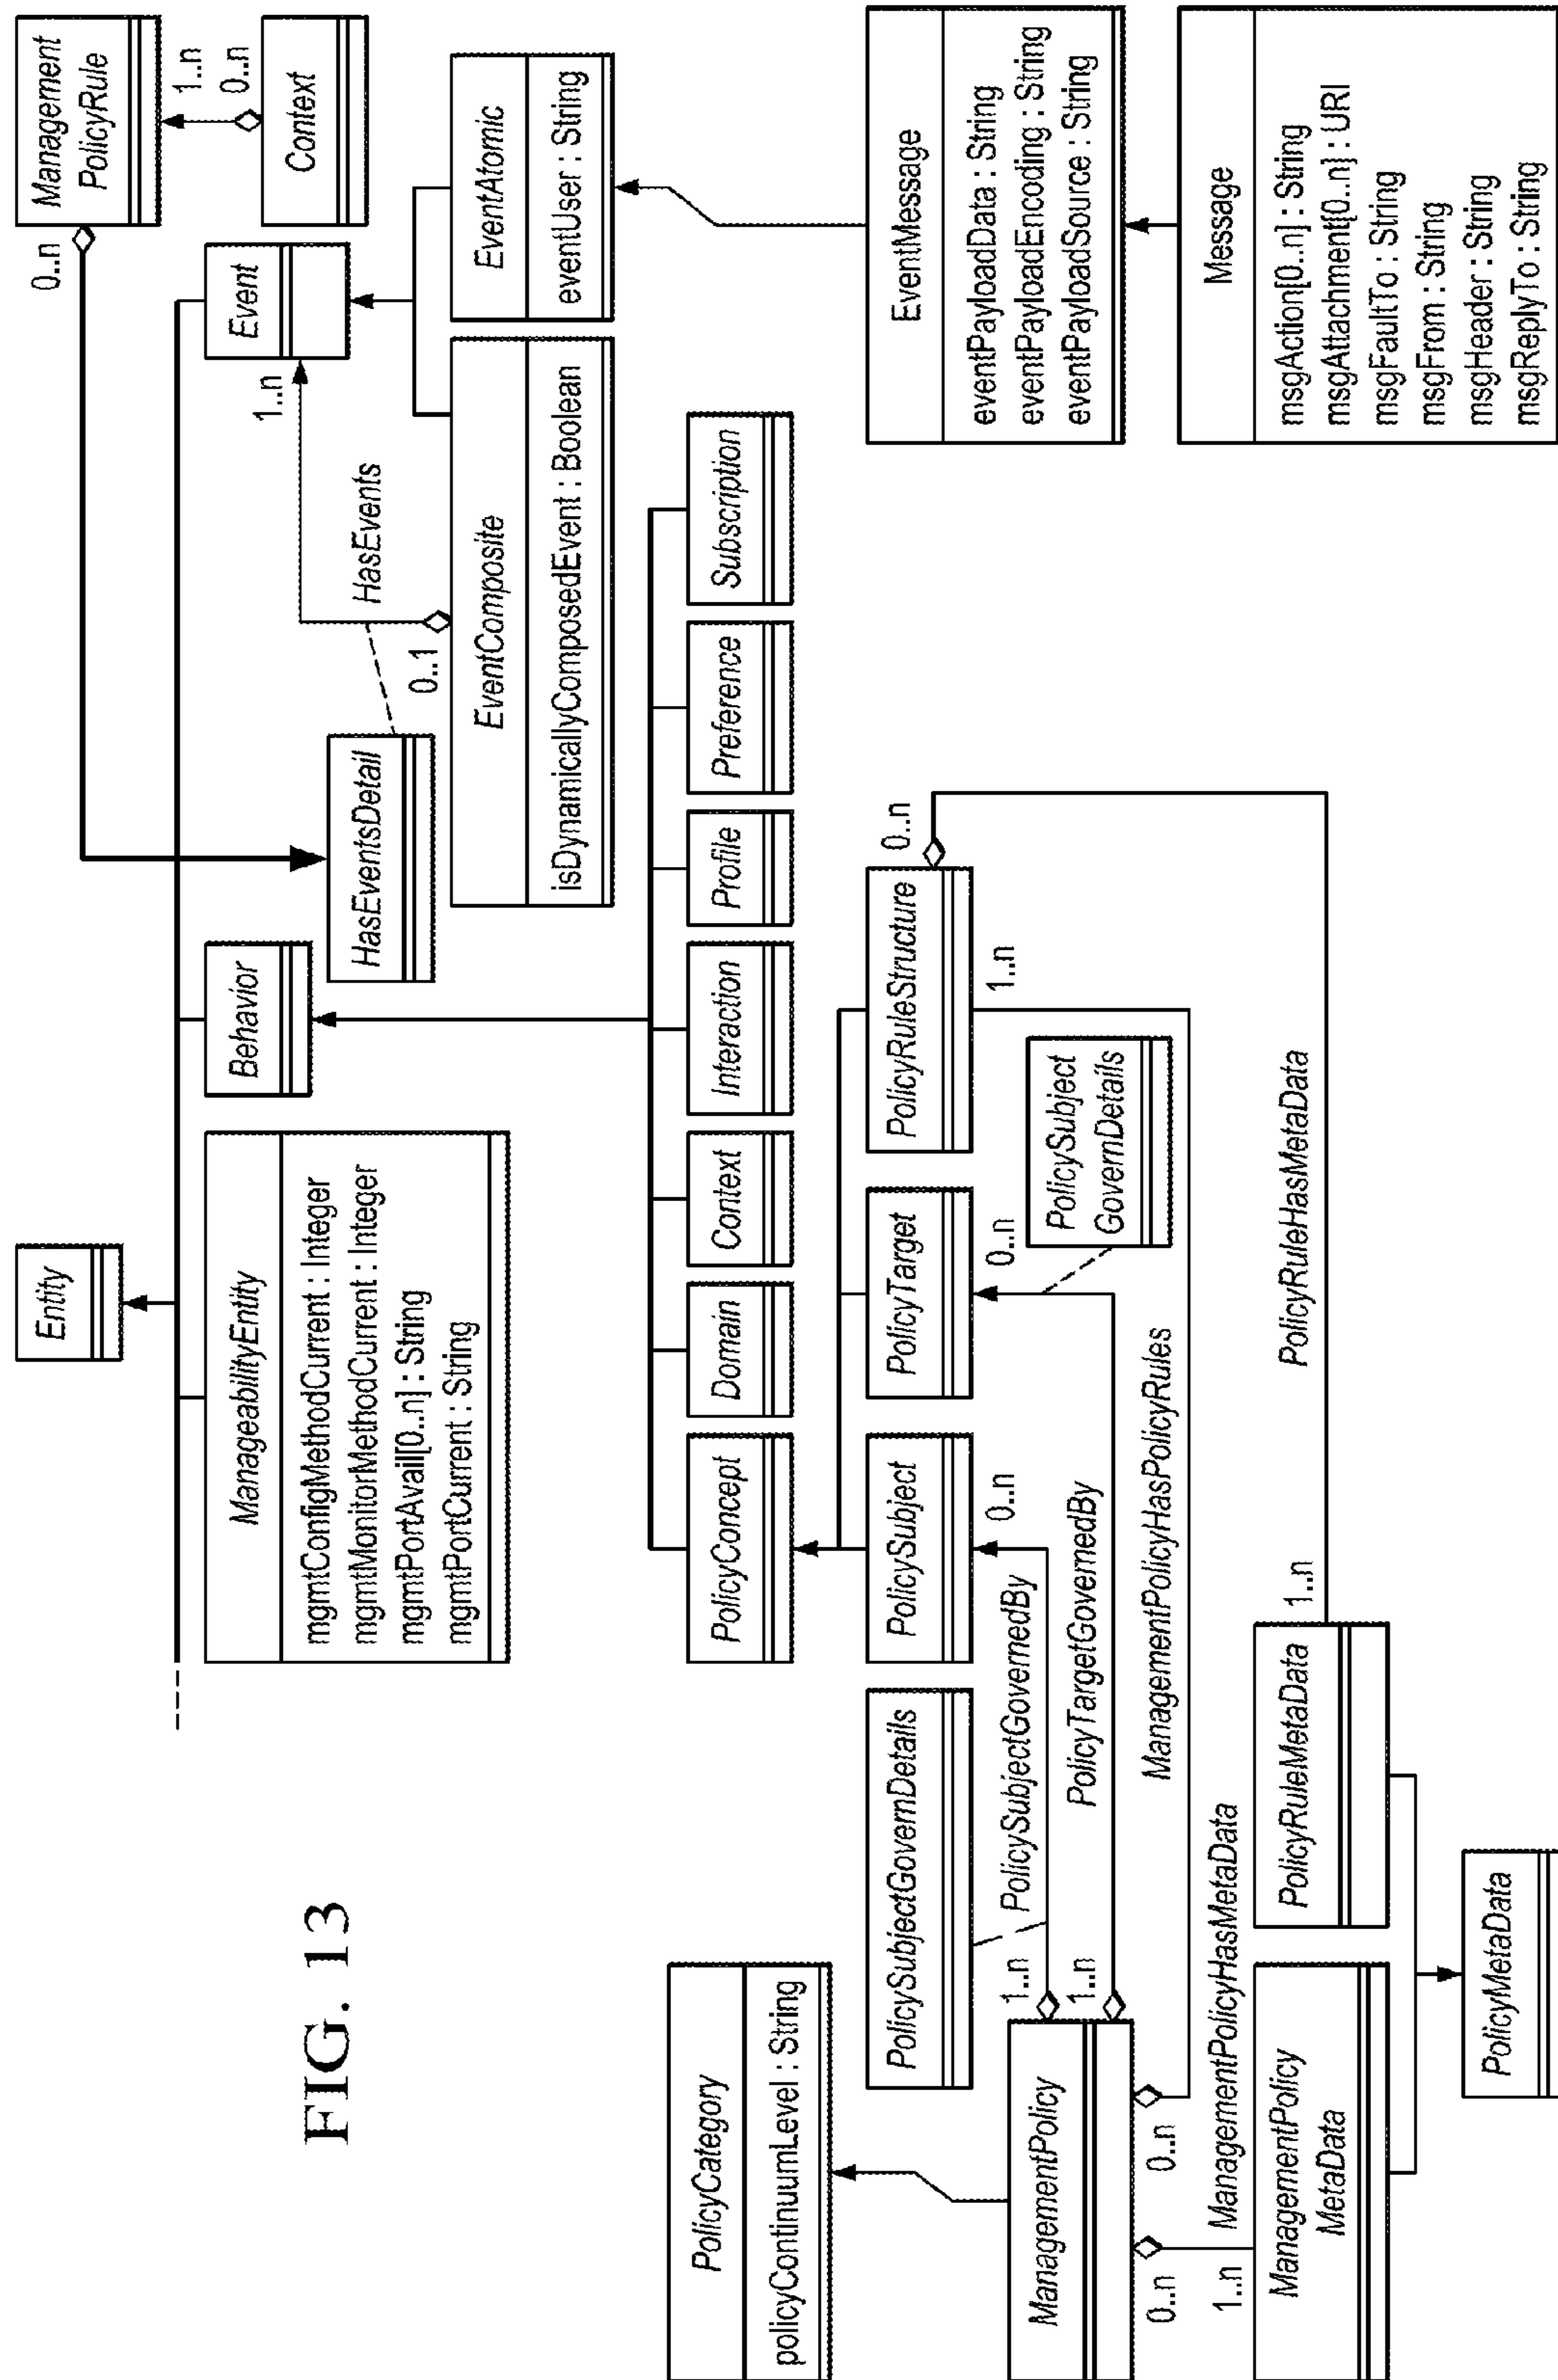 FIG. 13
Entity
ManageabilityEntity
mgmtConfigMethodCurrent : Integer
mgmtMonitorMethodCurrent : Integer
mgmtPortAvail[0..n] : String
mgmtPortCurrent : String
Behavior
HasEventsDetail
Event
1..n
HasEvents
0..1
0..n
Management
PolicyRule
1..n
0..n
Context
EventComposite
isDynamicallyComposedEvent : Boolean
EventAtomic
eventUser : String
PolicyConcept
Domain
Context
Interaction
Profile
Preference
Subscription
EventMessage
eventPayloadData : String
eventPayloadEncoding : String
eventPayloadSource : String
Message
msgAction[0..n] : String
msgAttachment[0..n] : URI
msgFaultTo : String
msgFrom : String
msgHeader : String
msgReplyTo : String
PolicyCategory
policyContinuumLevel : String
PolicySubjectGovernDetails
PolicySubject
0..n
PolicyTarget
0..n
PolicyRuleStructure
0..n
1..n
PolicySubject
GovernDetails
ManagementPolicy
1..n
PolicySubjectGovernedBy
1..n
PolicyTargetGovernedBy
0..n
ManagementPolicyHasPolicyRules
0..n
1..n
ManagementPolicyHasMetaData
1..n
PolicyRuleHasMetaData
ManagementPolicy
MetaData
PolicyRuleMetaData
PolicyMetaData